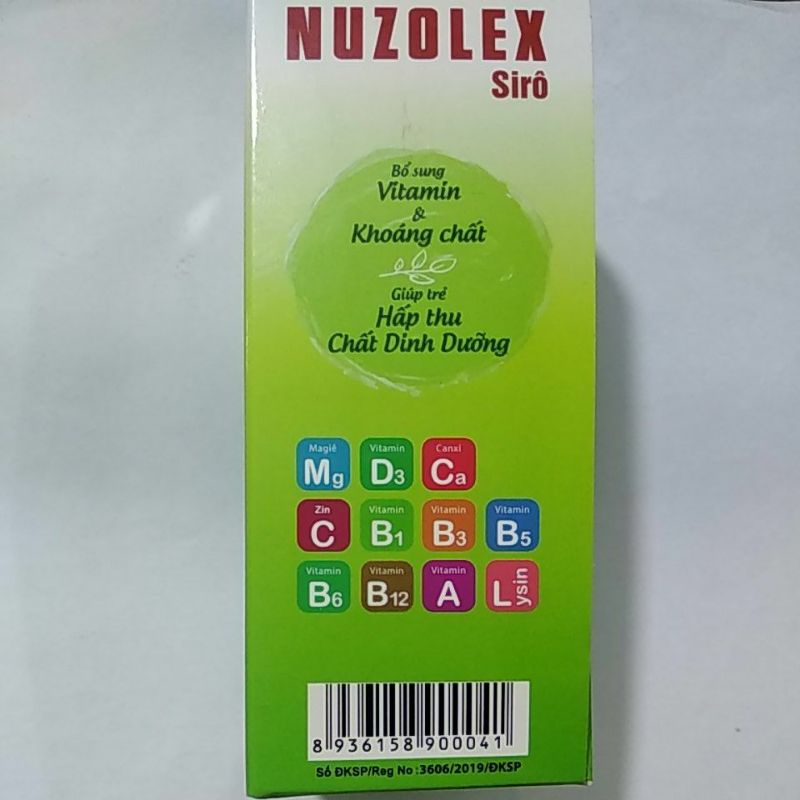 NUZOLEX
Sirô
Bổ sung
Vitamin
&
Khoáng chất
Giúp trẻ
Hấp thu
Chất Dinh Dưỡng
Magiê Vitamin Canxi
Mg D3 Ca
Zin Vitamin Vitamin Vitamin
C B1 B3 B5
Vitamin Vitamin Vitamin
B6 B12 A Lysin
8 936158 900041
Số ĐKSP/Reg No :3606/2019/ĐKSP